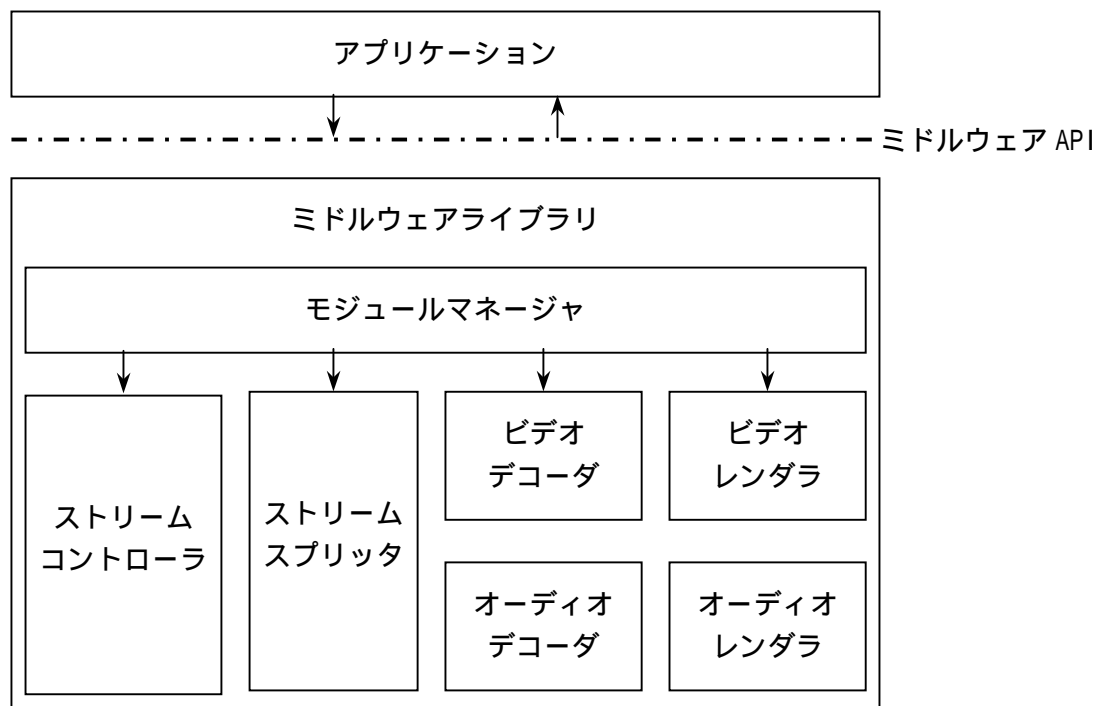 アプリケーション
ミドルウェア API
ミドルウェアライブラリ
モジュールマネージャ
ストリーム
コントローラ
ストリーム
スプリッタ
ビデオ
デコーダ
ビデオ
レンダラ
オーディオ
デコーダ
オーディオ
レンダラ